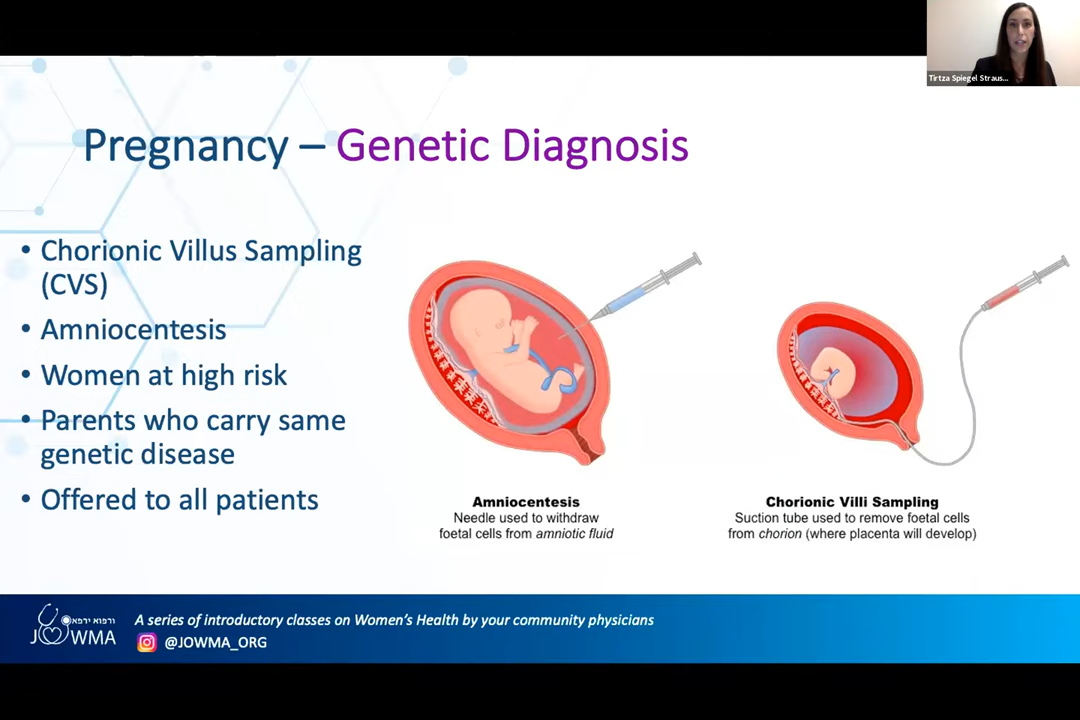 Tirtza Spiegel Straus...
Pregnancy – Genetic Diagnosis
• Chorionic Villus Sampling
(CVS)
• Amniocentesis
• Women at high risk
• Parents who carry same
genetic disease
• Offered to all patients
Amniocentesis
Needle used to withdraw
foetal cells from amniotic fluid
Chorionic Villi Sampling
Suction tube used to remove foetal cells
from chorion (where placenta will develop)
ורפוא ירפא
JOWMA
A series of introductory classes on Women's Health by your community physicians
@JOWMA_ORG